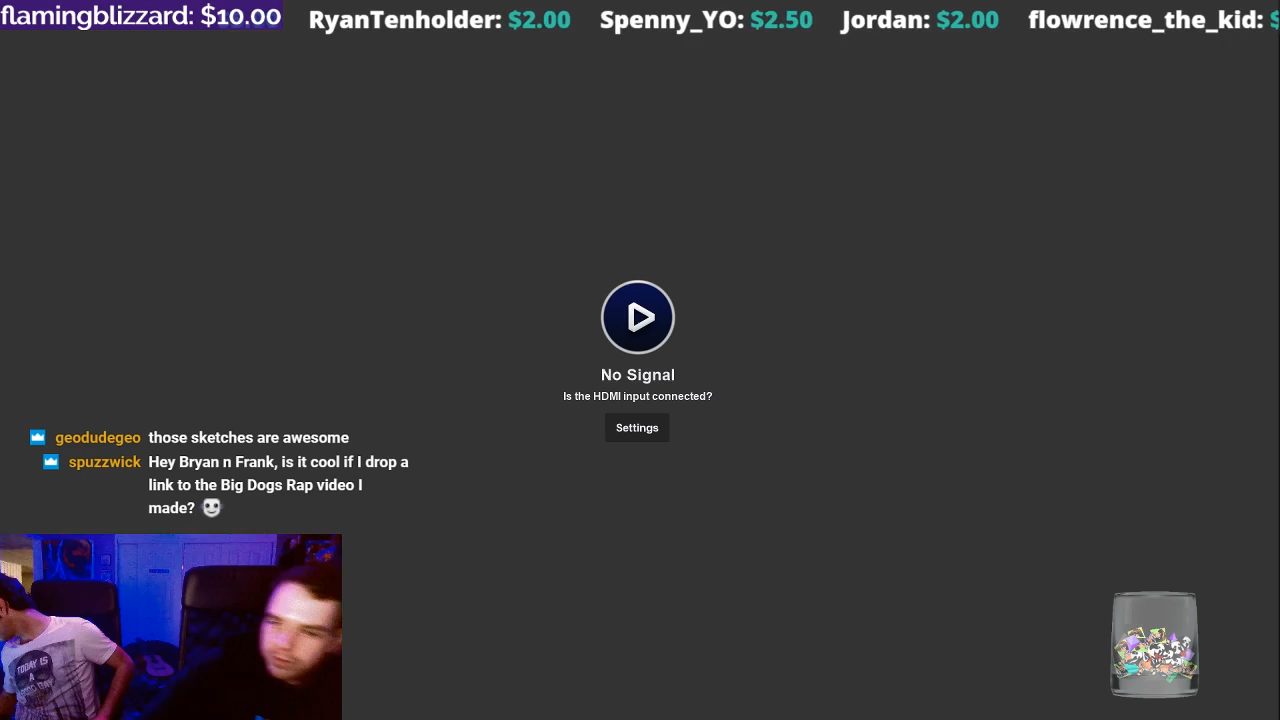 flamingblizzard: $10.00
RyanTenholder: $2.00 Spenny_YO: $2.50 Jordan: $2.00 flowrence_the_kid: $
No Signal
Is the HDMI input connected?
Settings
geodudegeo those sketches are awesome
spuzzwick Hey Bryan n Frank, is it cool if I drop a
link to the Big Dogs Rap video I
made?
TODAY IS
A